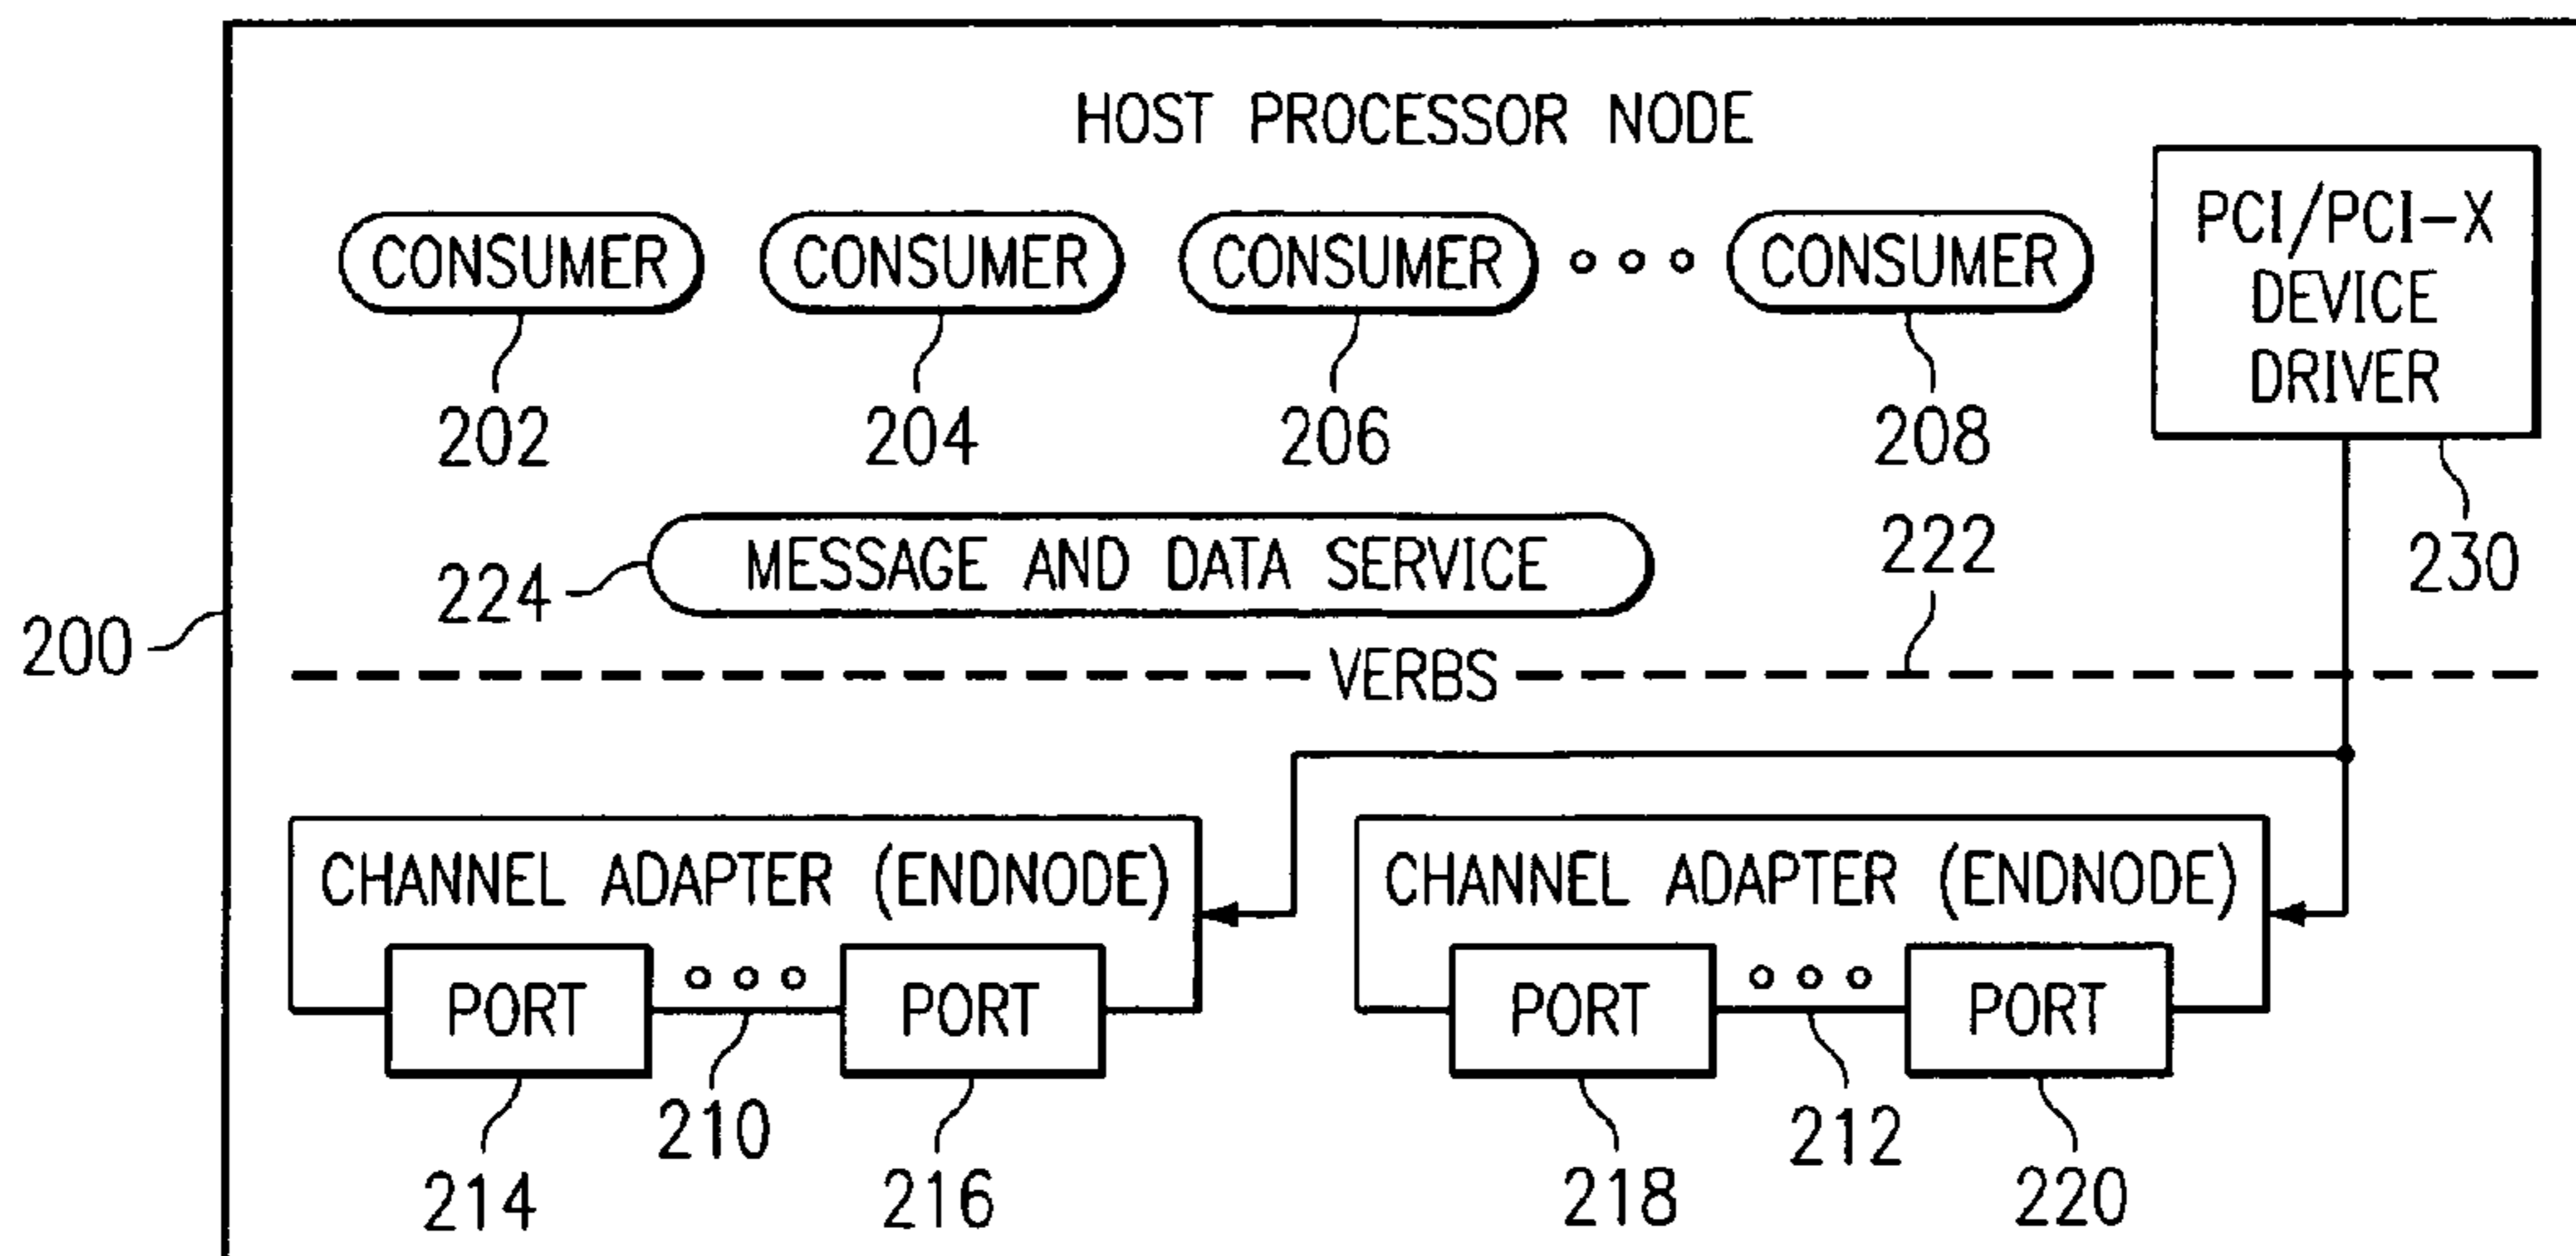 HOST PROCESSOR NODE
PCI/PCI-X
DEVICE
DRIVER
CONSUMER CONSUMER CONSUMER CONSUMER
202 204 206 208
230
224 MESSAGE AND DATA SERVICE 222
200
VERBS
CHANNEL ADAPTER (ENDNODE) CHANNEL ADAPTER (ENDNODE)
PORT PORT PORT PORT
210 212
214 216 218 220